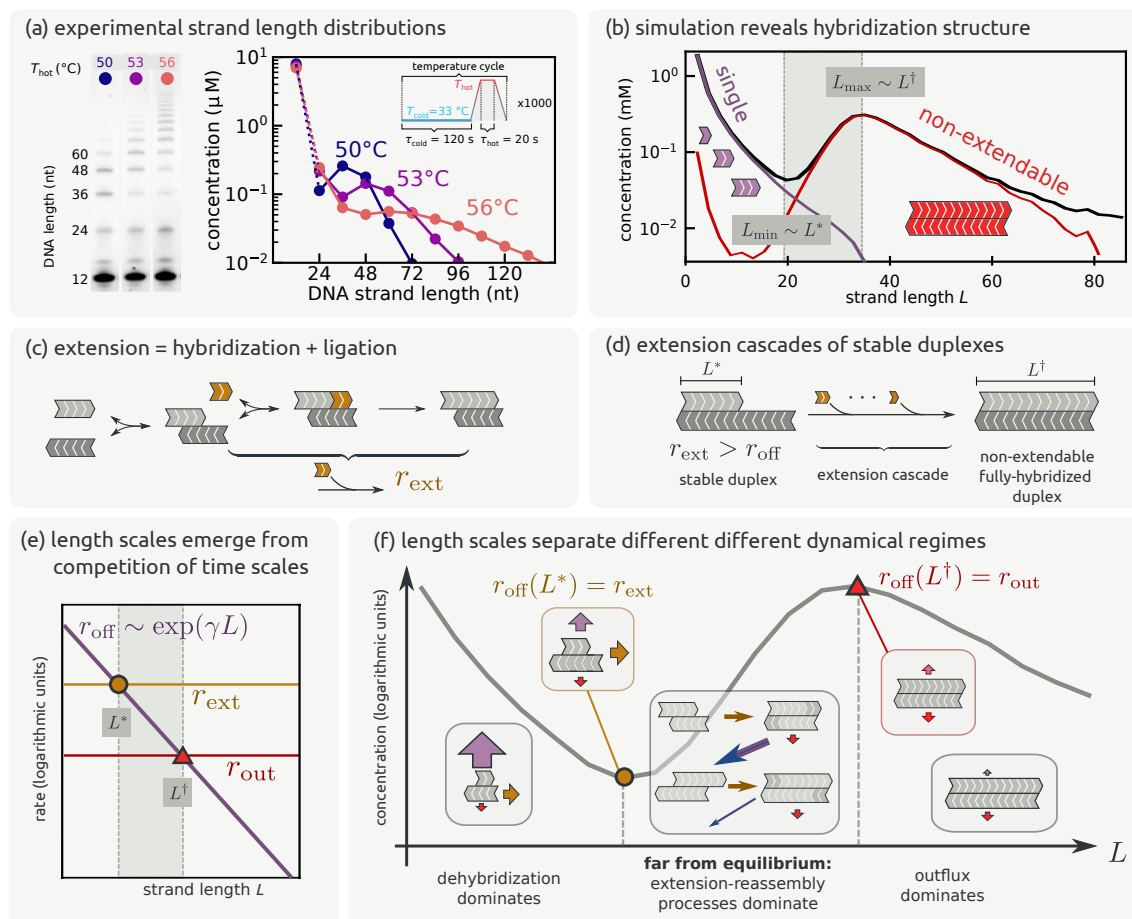 (a) experimental strand length distributions
T_hot (°C)
50 53 56
DNA length (nt)
60
48
36
24
12
concentration (µM)
10^1
10^0
10^-1
10^-2
temperature cycle
T_hot
T_cold=33 °C
x1000
τ_cold = 120 s τ_hot = 20 s
50°C
53°C
56°C
24 48 72 96 120
DNA strand length (nt)
(b) simulation reveals hybridization structure
concentration (mM)
10^0
10^-1
10^-2
single
L_max ~ L†
non-extendable
L_min ~ L*
0 20 40 60 80
strand length L
(c) extension = hybridization + ligation
r_ext
(d) extension cascades of stable duplexes
L*
L†
r_ext > r_off
stable duplex
· · ·
extension cascade
non-extendable
fully-hybridized
duplex
(e) length scales emerge from
competition of time scales
rate (logarithmic units)
r_off ~ exp(γL)
r_ext
L*
r_out
L†
strand length L
(f) length scales separate different different dynamical regimes
concentration (logarithmic units)
r_off(L*) = r_ext
r_off(L†) = r_out
L
dehybridization
dominates
far from equilibrium:
extension-reassembly
processes dominate
outflux
dominates